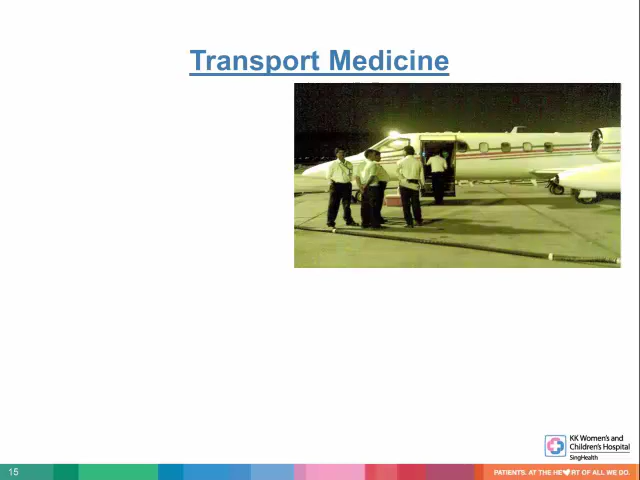 Transport Medicine
KK Women's and
Children's Hospital
SingHealth
15
PATIENTS. AT THE HE RT OF ALL WE DO.